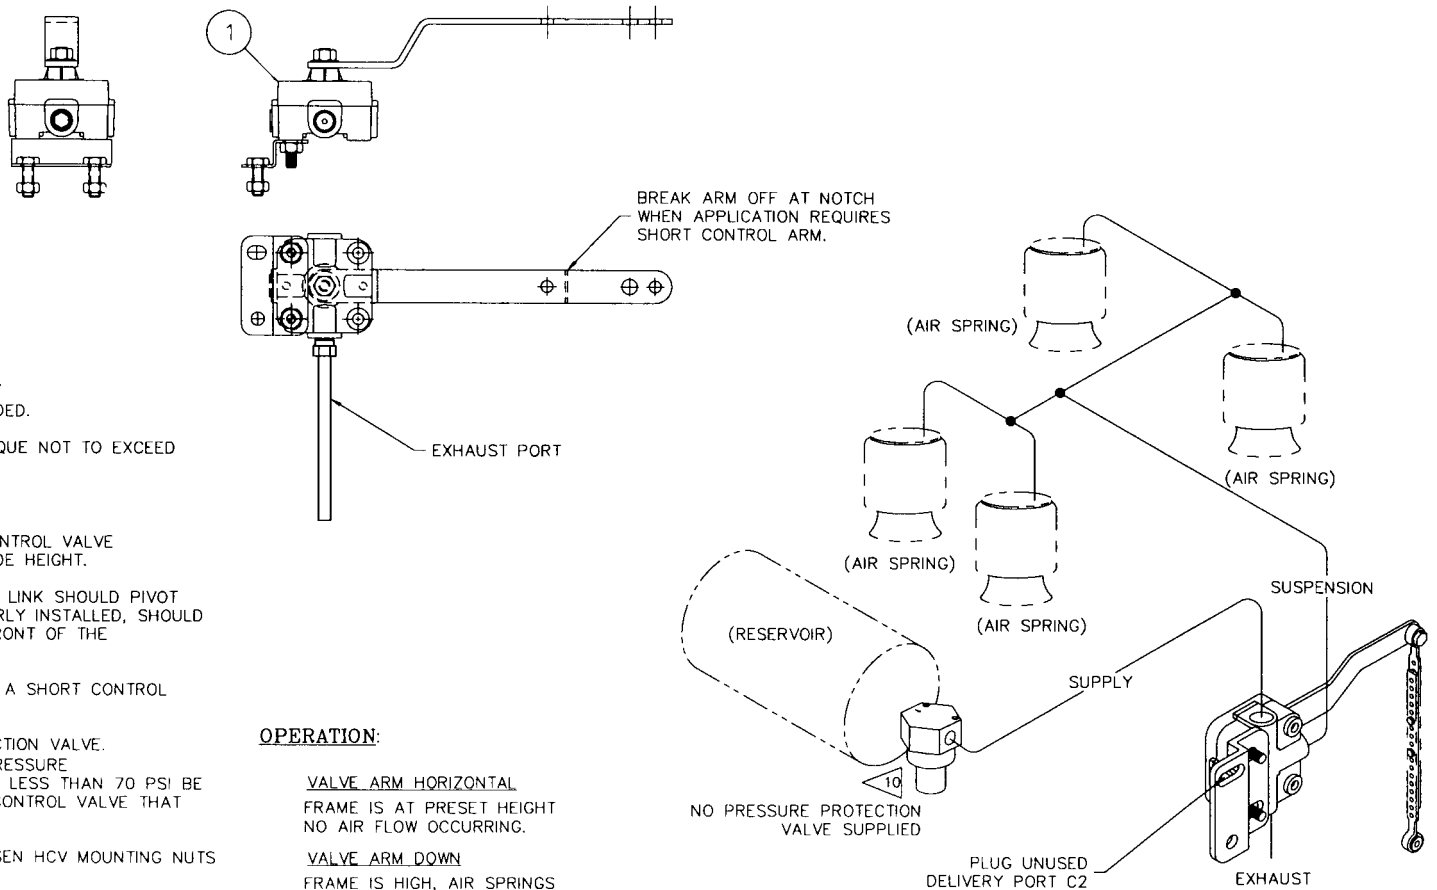 1
BREAK ARM OFF AT NOTCH
WHEN APPLICATION REQUIRES
SHORT CONTROL ARM.
EXHAUST PORT
(AIR SPRING)
(AIR SPRING)
(AIR SPRING)
(AIR SPRING)
(RESERVOIR)
SUSPENSION
SUPPLY
10
NO PRESSURE PROTECTION
VALVE SUPPLIED
PLUG UNUSED
DELIVERY PORT C2
EXHAUST
DED.
QUE NOT TO EXCEED
NTROL VALVE
DE HEIGHT.
LINK SHOULD PIVOT
RLY INSTALLED, SHOULD
RONT OF THE
A SHORT CONTROL
CTION VALVE.
RESSURE
LESS THAN 70 PSI BE
CONTROL VALVE THAT
SEN HCV MOUNTING NUTS
OPERATION:
VALVE ARM HORIZONTAL
FRAME IS AT PRESET HEIGHT
NO AIR FLOW OCCURRING.
VALVE ARM DOWN
FRAME IS HIGH, AIR SPRINGS